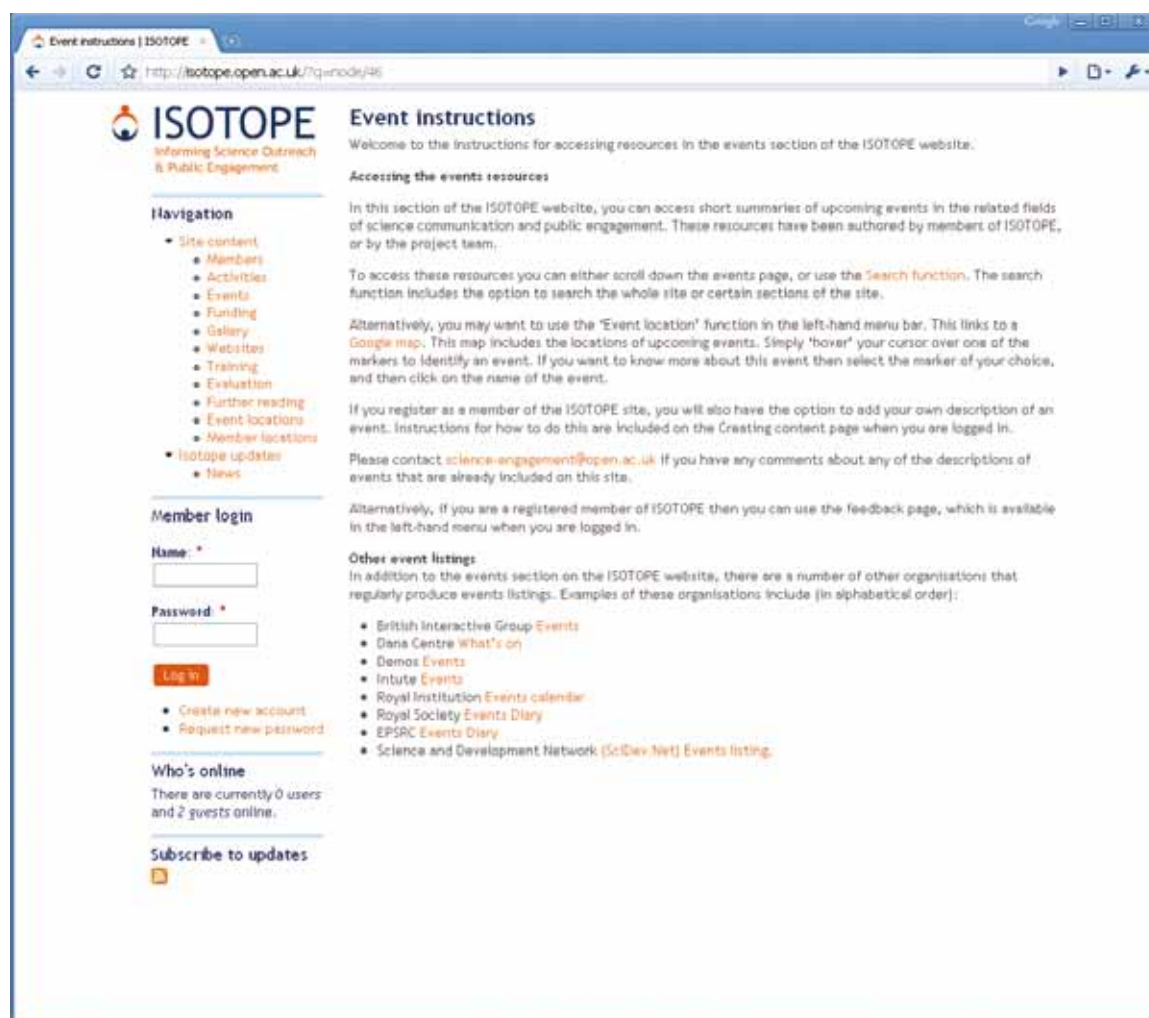 Google
Event instructions | ISOTOPE
http://isotope.open.ac.uk/?q=node/46
ISOTOPE
Informing Science Outreach
& Public Engagement
Navigation
Site content
Members
Activities
Events
Funding
Gallery
Websites
Training
Evaluation
Further reading
Event locations
Member locations
Isotope updates
News
Member login
Name: *
Password: *
Log in
Create new account
Request new password
Who's online
There are currently 0 users
and 2 guests online.
Subscribe to updates
Event instructions
Welcome to the instructions for accessing resources in the events section of the ISOTOPE website.
Accessing the events resources
In this section of the ISOTOPE website, you can access short summaries of upcoming events in the related fields
of science communication and public engagement. These resources have been authored by members of ISOTOPE,
or by the project team.
To access these resources you can either scroll down the events page, or use the Search function. The search
function includes the option to search the whole site or certain sections of the site.
Alternatively, you may want to use the 'Event location' function in the left-hand menu bar. This links to a
Google map. This map includes the locations of upcoming events. Simply 'hover' your cursor over one of the
markers to identify an event. If you want to know more about this event then select the marker of your choice,
and then click on the name of the event.
If you register as a member of the ISOTOPE site, you will also have the option to add your own description of an
event. Instructions for how to do this are included on the Creating content page when you are logged in.
Please contact science-engagement@open.ac.uk if you have any comments about any of the descriptions of
events that are already included on this site.
Alternatively, if you are a registered member of ISOTOPE then you can use the feedback page, which is available
in the left-hand menu when you are logged in.
Other event listings
In addition to the events section on the ISOTOPE website, there are a number of other organisations that
regularly produce events listings. Examples of these organisations include (in alphabetical order):
British Interactive Group Events
Dana Centre What's on
Demos Events
Intute Events
Royal Institution Events calendar
Royal Society Events Diary
EPSRC Events Diary
Science and Development Network (SciDev.Net) Events listing.